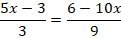 (5x − 3)/3 = (6 − 10x)/9